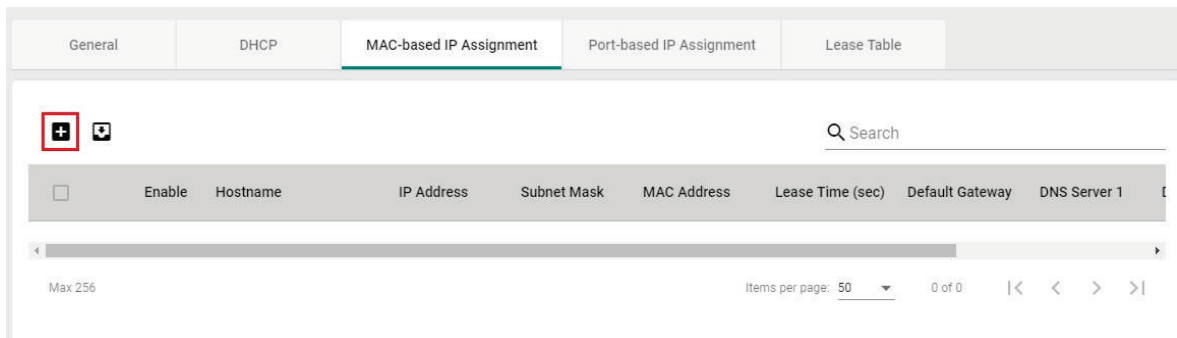 General DHCP MAC-based IP Assignment Port-based IP Assignment Lease Table
Search
Enable Hostname IP Address Subnet Mask MAC Address Lease Time (sec) Default Gateway DNS Server 1
Max 256 Items per page: 50 0 of 0